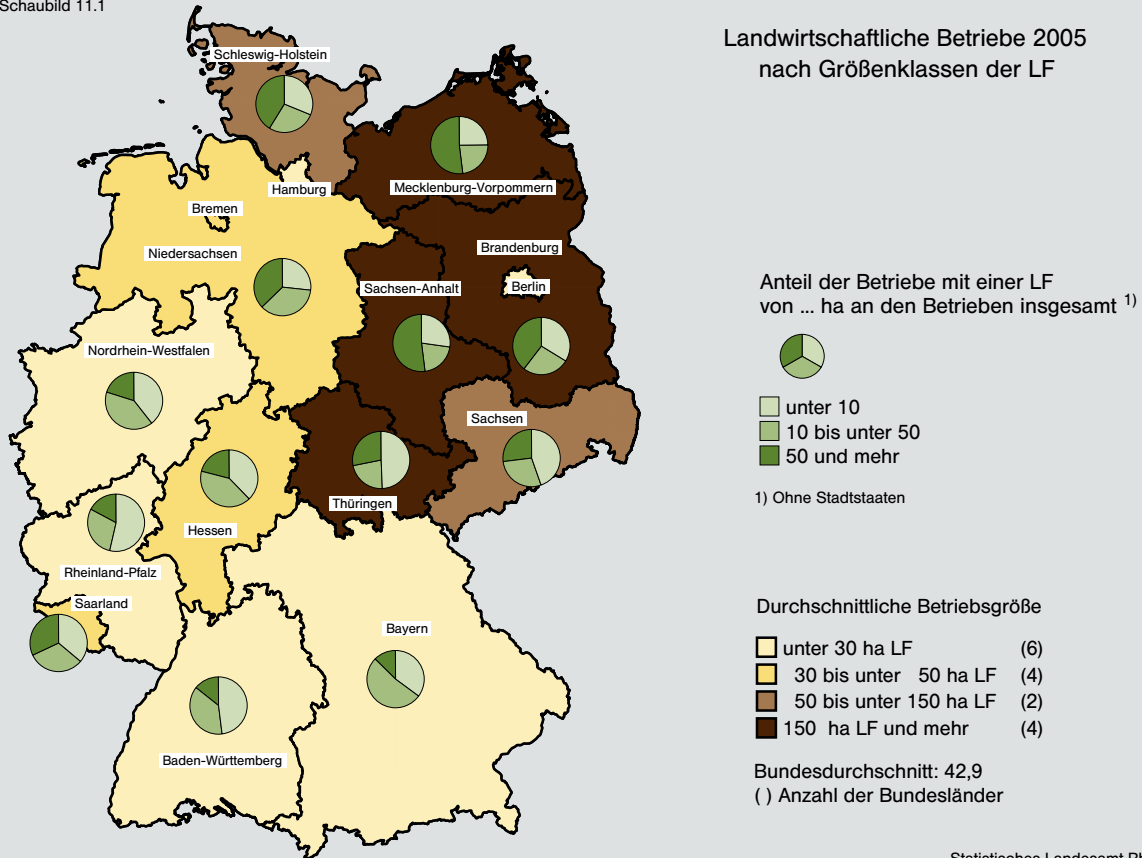 Schaubild 11.1
Landwirtschaftliche Betriebe 2005
nach Größenklassen der LF
Schleswig-Holstein
Hamburg
Mecklenburg-Vorpommern
Bremen
Niedersachsen
Brandenburg
Sachsen-Anhalt
Berlin
Nordrhein-Westfalen
Sachsen
Thüringen
Hessen
Rheinland-Pfalz
Saarland
Bayern
Baden-Württemberg
Anteil der Betriebe mit einer LF
von ... ha an den Betrieben insgesamt 1)
unter 10
10 bis unter 50
50 und mehr
1) Ohne Stadtstaaten
Durchschnittliche Betriebsgröße
unter 30 ha LF (6)
30 bis unter 50 ha LF (4)
50 bis unter 150 ha LF (2)
150 ha LF und mehr (4)
Bundesdurchschnitt: 42,9
( ) Anzahl der Bundesländer
Statistisches Landesamt